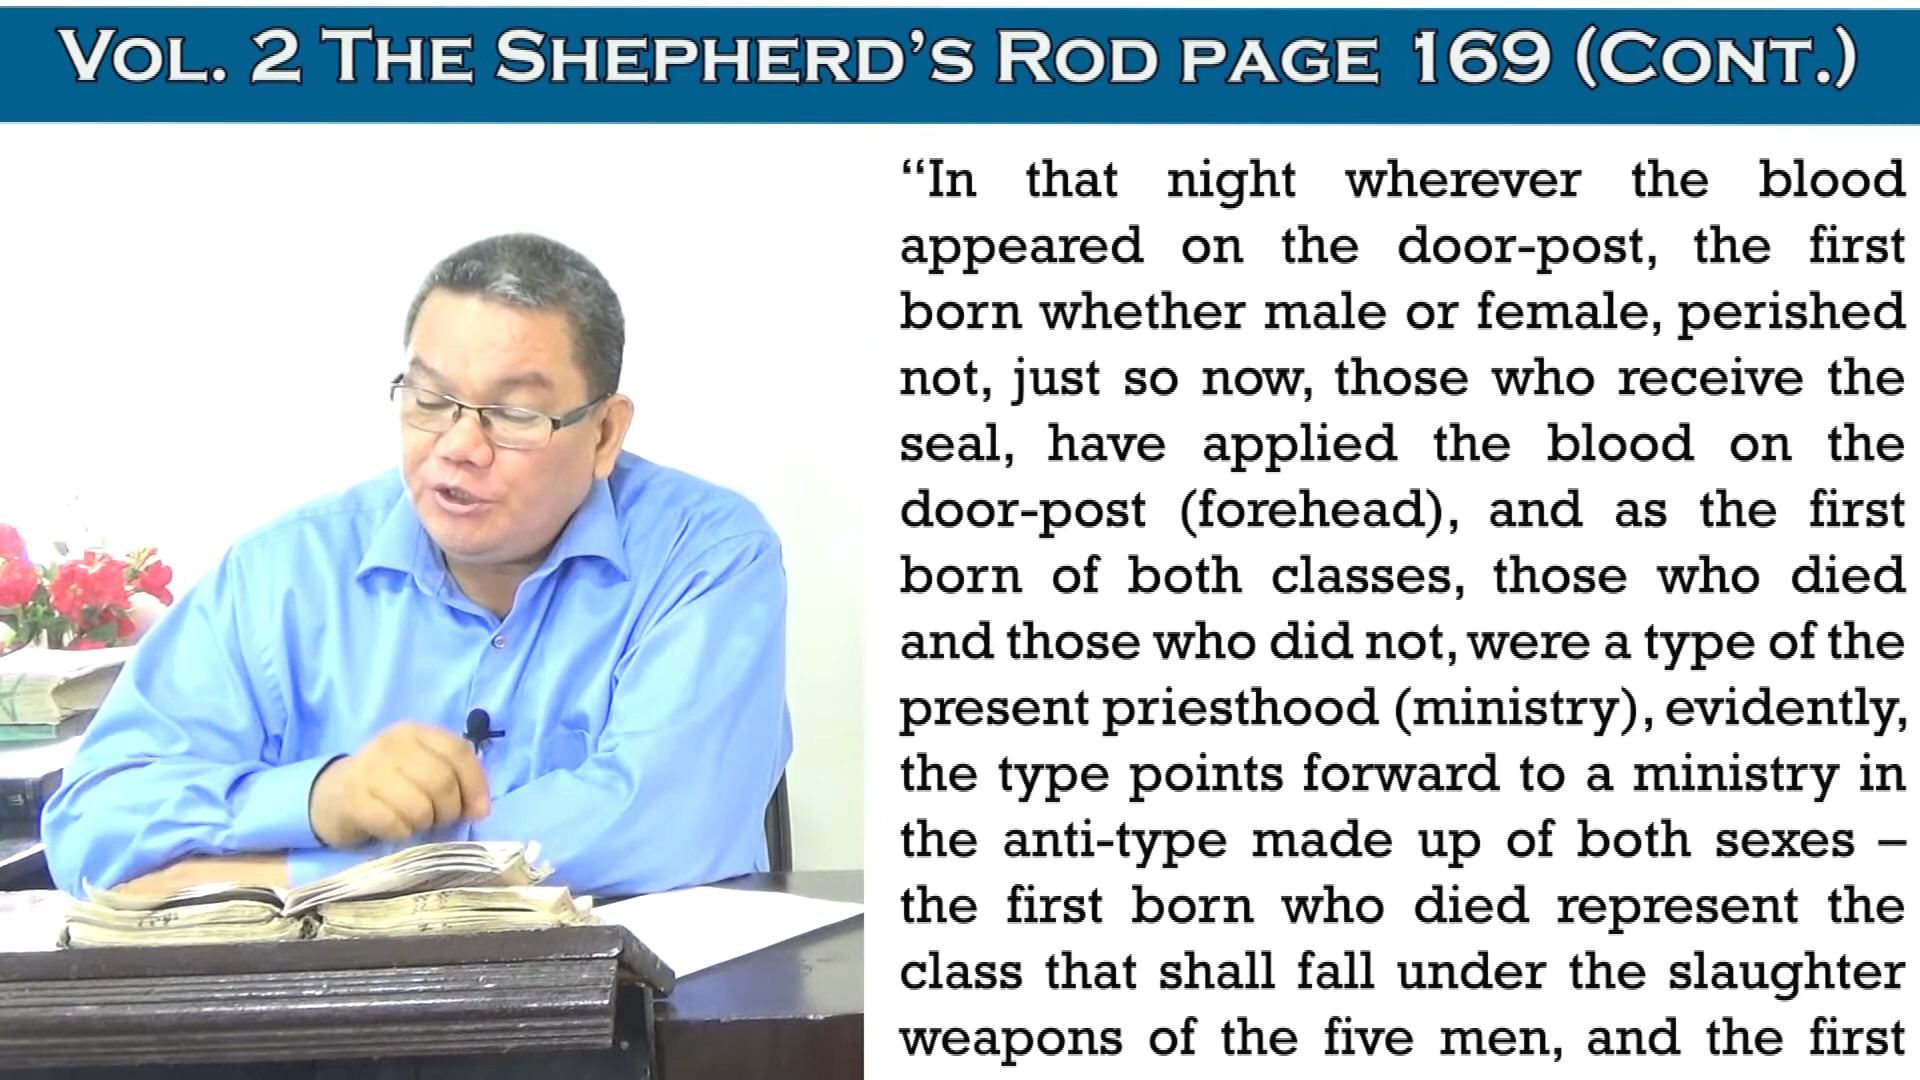 VOL. 2 THE SHEPHERD'S ROD PAGE 169 (CONT.)
“In that night wherever the blood
appeared on the door-post, the first
born whether male or female, perished
not, just so now, those who receive the
seal, have applied the blood on the
door-post (forehead), and as the first
born of both classes, those who died
and those who did not, were a type of the
present priesthood (ministry), evidently,
the type points forward to a ministry in
the anti-type made up of both sexes –
the first born who died represent the
class that shall fall under the slaughter
weapons of the five men, and the first